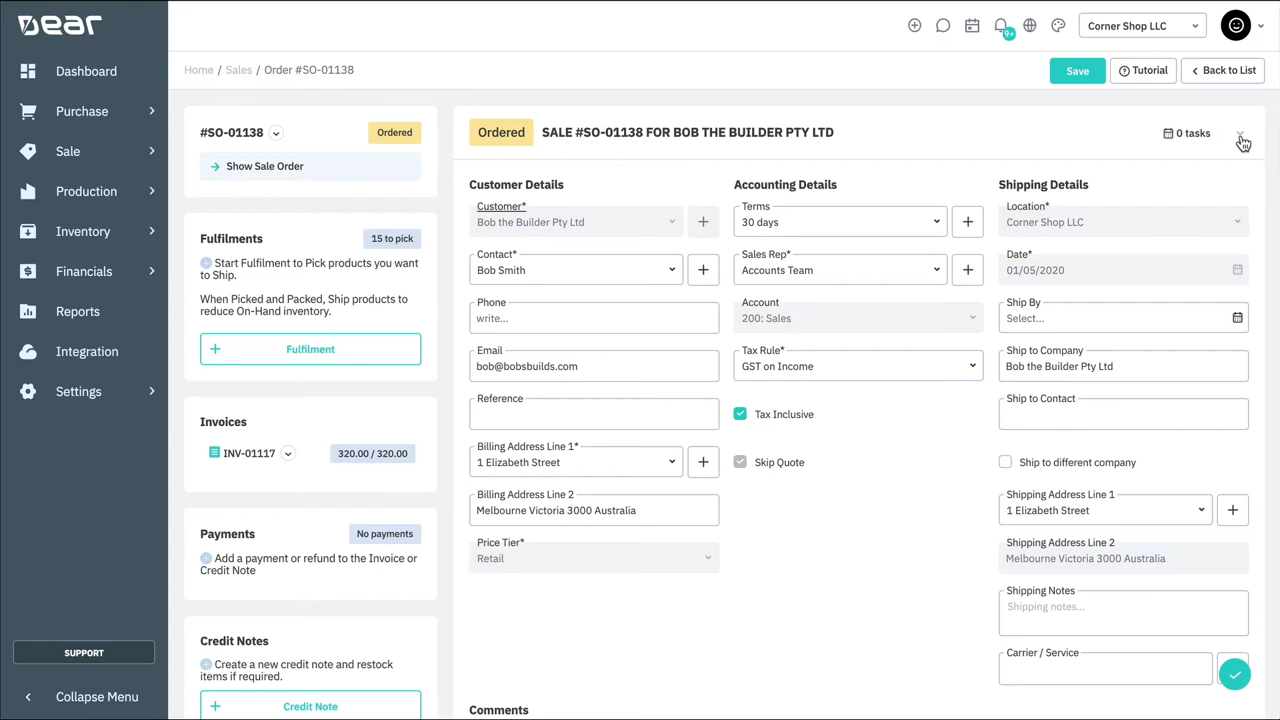 DEAR
9+
Corner Shop LLC
Home / Sales / Order #SO-01138
Save
Tutorial
Back to List
Dashboard
Purchase
Sale
Production
Inventory
Financials
Reports
Integration
Settings
SUPPORT
Collapse Menu
#SO-01138
Ordered
Show Sale Order
Fulfilments
15 to pick
Start Fulfilment to Pick products you want
to Ship.
When Picked and Packed, Ship products to
reduce On-Hand inventory.
+ Fulfilment
Invoices
INV-01117
320.00 / 320.00
Payments
No payments
Add a payment or refund to the Invoice or
Credit Note
Credit Notes
Create a new credit note and restock
items if required.
+ Credit Note
Ordered
SALE #SO-01138 FOR BOB THE BUILDER PTY LTD
0 tasks
Customer Details
Customer*
Bob the Builder Pty Ltd
Contact*
Bob Smith
Phone
write...
Email
bob@bobsbuilds.com
Reference
Billing Address Line 1*
1 Elizabeth Street
Billing Address Line 2
Melbourne Victoria 3000 Australia
Price Tier*
Retail
Comments
Accounting Details
Terms
30 days
Sales Rep*
Accounts Team
Account
200: Sales
Tax Rule*
GST on Income
Tax Inclusive
Skip Quote
Shipping Details
Location*
Corner Shop LLC
Date*
01/05/2020
Ship By
Select...
Ship to Company
Bob the Builder Pty Ltd
Ship to Contact
Ship to different company
Shipping Address Line 1
1 Elizabeth Street
Shipping Address Line 2
Melbourne Victoria 3000 Australia
Shipping Notes
Shipping notes...
Carrier / Service